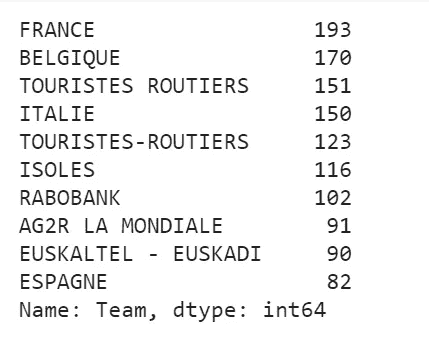 FRANCE 193
BELGIQUE 170
TOURISTES ROUTIERS 151
ITALIE 150
TOURISTES-ROUTIERS 123
ISOLES 116
RABOBANK 102
AG2R LA MONDIALE 91
EUSKALTEL - EUSKADI 90
ESPAGNE 82
Name: Team, dtype: int64